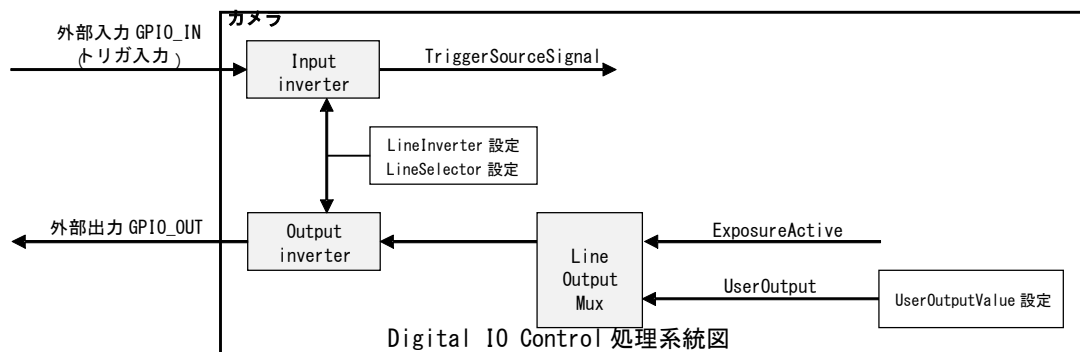 カメラ
外部入力 GPIO_IN
(トリガ入力)
Input
inverter
TriggerSourceSignal
LineInverter 設定
LineSelector 設定
外部出力 GPIO_OUT
Output
inverter
Line
Output
Mux
ExposureActive
UserOutput
UserOutputValue 設定
Digital IO Control 処理系統図